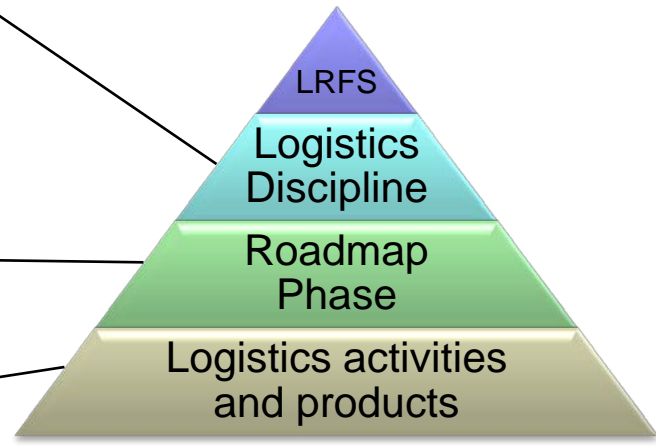 LRFS
Logistics
Discipline
Roadmap
Phase
Logistics activities
and products